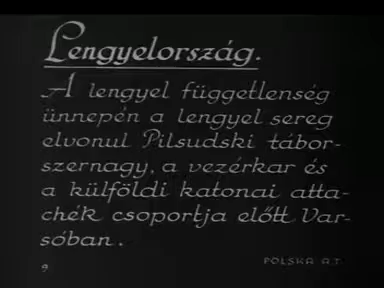 Lengyelország.
A lengyel függetlenség
ünnepén a lengyel sereg
elvonul Pilsudski tábor-
szernagy, a vezérkar és
a külföldi katonai atta-
chék csoportja előtt Var-
sóban.
9
POLSKA A.T.